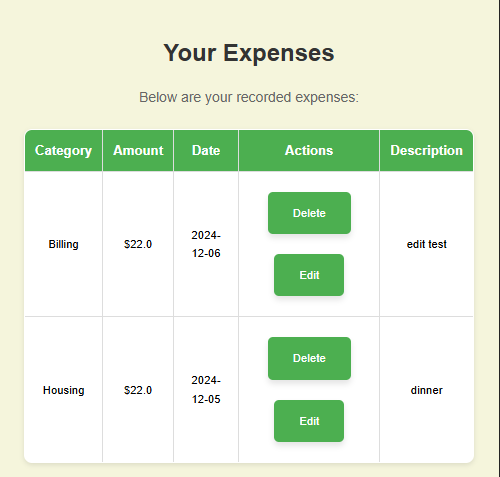 Your Expenses
Below are your recorded expenses:
Category Amount Date Actions Description
Billing $22.0 2024-
12-06 Delete
Edit edit test
Housing $22.0 2024-
12-05 Delete
Edit dinner